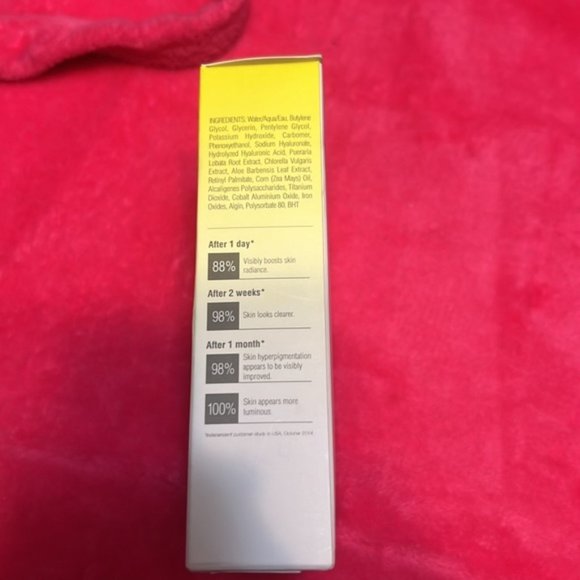 INGREDIENTS: Water/Aqua/Eau, Butylene
Glycol, Glycerin, Pentylene Glycol,
Potassium Hydroxide, Carbomer,
Phenoxyethanol, Sodium Hyaluronate,
Hydrolyzed Hyaluronic Acid, Pueraria
Lobata Root Extract, Chlorella Vulgaris
Extract, Aloe Barbensis Leaf Extract,
Retinyl Palmitate, Corn (Zea Mays) Oil,
Alcaligenes Polysaccharides, Titanium
Dioxide, Cobalt Aluminium Oxide, Iron
Oxides, Algin, Polysorbate 80, BHT
After 1 day*
88% Visibly boosts skin
radiance.
After 2 weeks*
98% Skin looks clearer.
After 1 month*
98% Skin hyperpigmentation
appears to be visibly
improved.
100% Skin appears more
luminous.
customer study in USA, October 2014